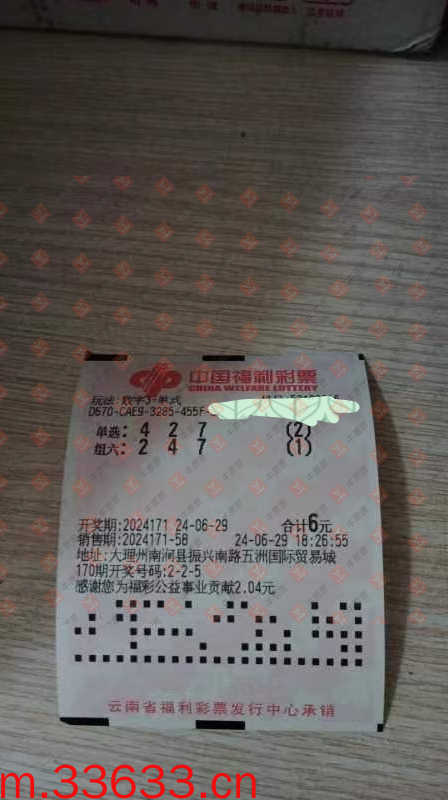 中国福利彩票
CHINA WELFARE LOTTERY
玩法:数字3-单式
D670-CAE9-3285-455F-
单选: 4 2 7 (2)
组六: 2 4 7 (1)
开奖期:2024171 24-06-29 合计6元
销售期:2024171-58 24-06-29 18:26:55
地址:大理州南涧县振兴南路五洲国际贸易城
170期开奖号码:2-2-5
感谢您为福彩公益事业贡献2.04元
云南省福利彩票发行中心承销
m.33633.cn